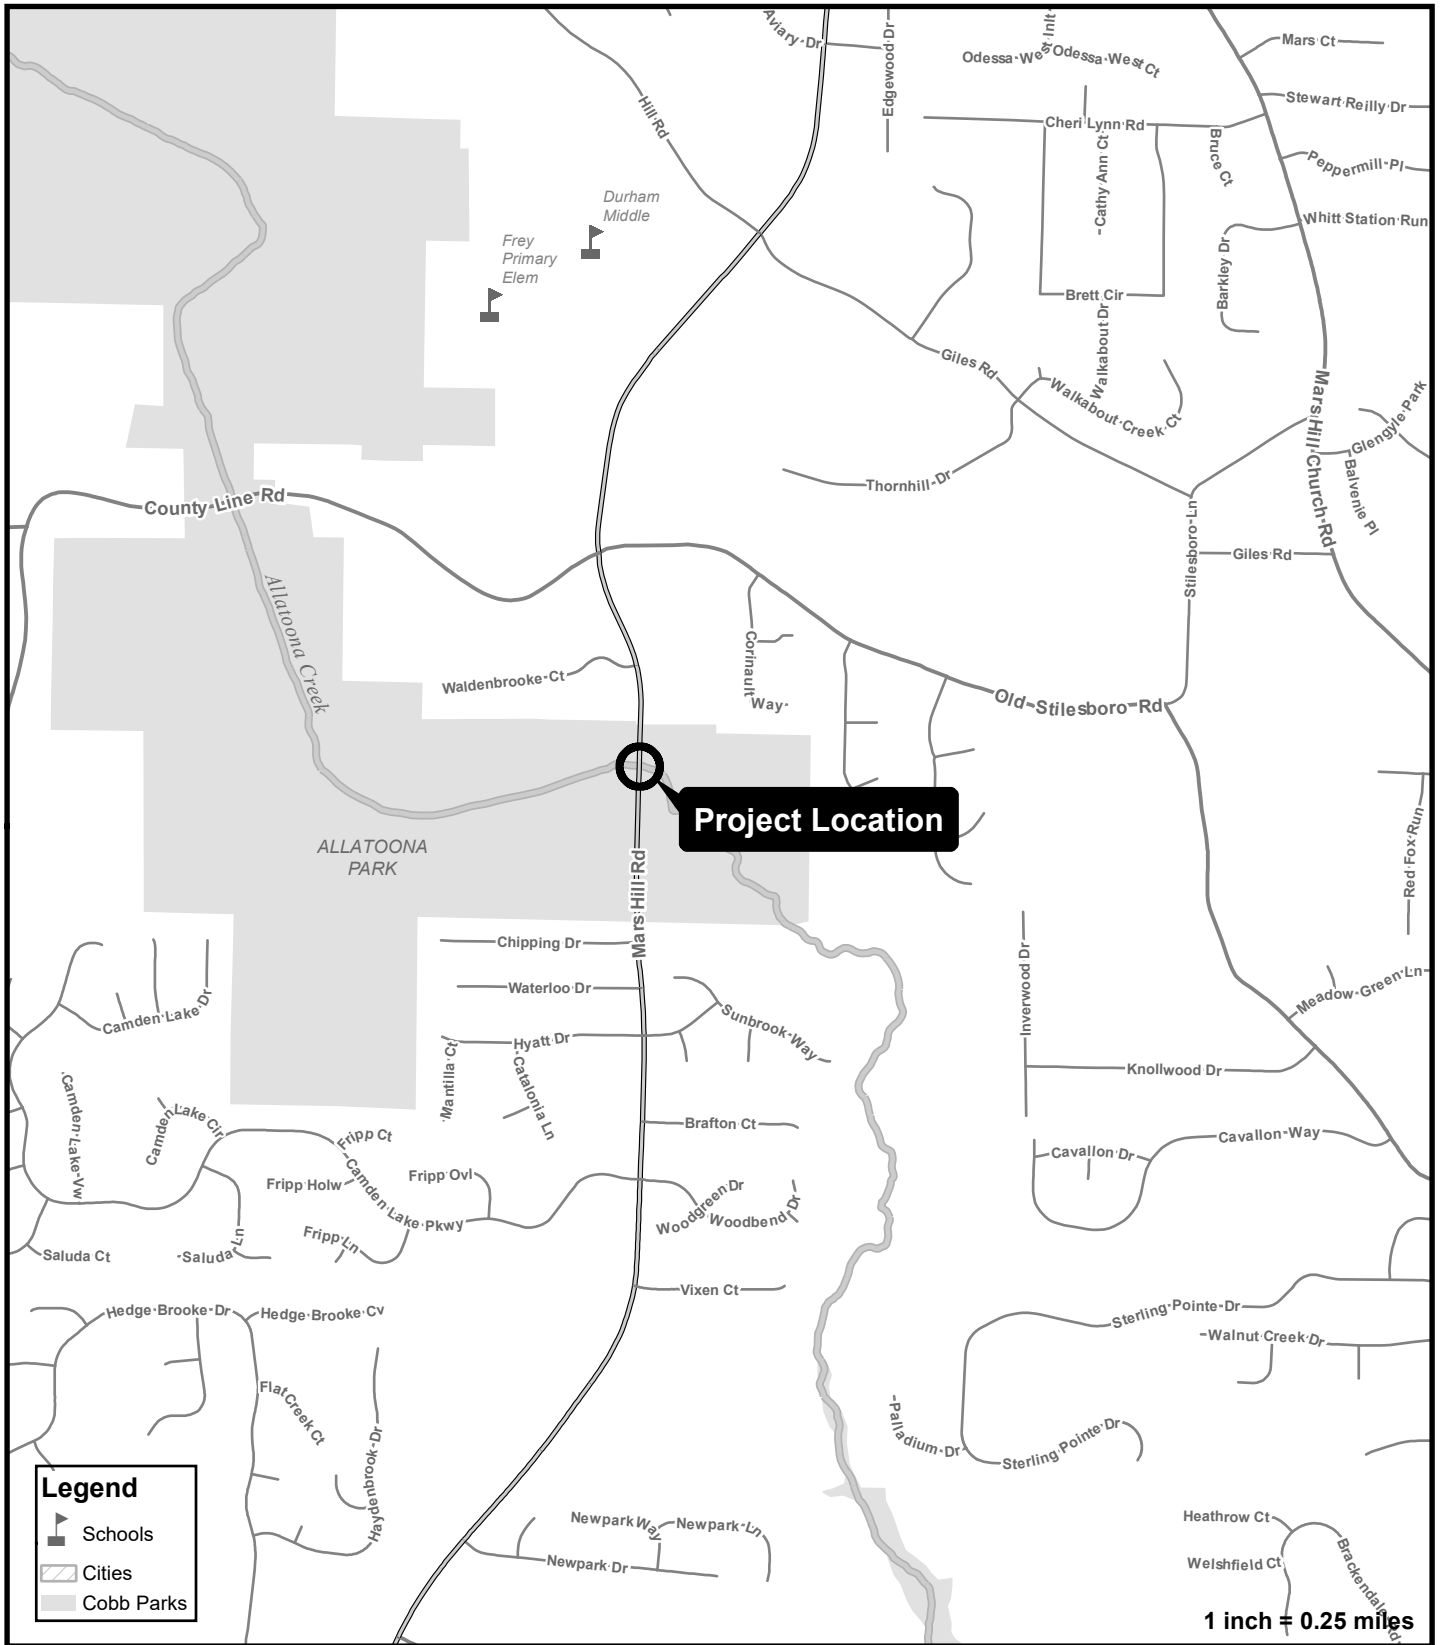 Aviary Dr
Edgewood Dr
Odessa West Inlt
Odessa West Ct
Mars Ct
Stewart Reilly Dr
Hill Rd
Cheri Lynn Rd
Cathy Ann Ct
Bruce Ct
Peppermill Pl
Whitt Station Run
Durham
Middle
Frey
Primary
Elem
Barkley Dr
Brett Cir
Walkabout Dr
Giles Rd
Walkabout Creek Ct
Mars Hill Church Rd
Glengyle Park
Balvenie Pl
Thornhill Dr
County Line Rd
Stilesboro Ln
Giles Rd
Allatoona Creek
Corinault
Way
Waldenbrooke Ct
Old Stilesboro Rd
Project Location
ALLATOONA
PARK
Mars Hill Rd
Red Fox Run
Chipping Dr
Waterloo Dr
Camden Lake Dr
Sunbrook Way
Inverwood Dr
Meadow Green Ln
Hyatt Dr
Mantilla Ct
Catalonia Ln
Knollwood Dr
Camden Lake Vw
Camden Lake Cir
Brafton Ct
Fripp Ct
Cavallon Way
Cavallon Dr
Fripp Holw
Fripp Ovl
Camden Lake Pkwy
Woodgreen Dr
Woodbend Dr
Saluda Ct
Saluda Ln
Fripp Ln
Vixen Ct
Hedge Brooke Dr
Hedge Brooke Cv
Sterling Pointe Dr
Walnut Creek Dr
Flat Creek Ct
Haydenbrook Dr
Palladium Dr
Sterling Pointe Dr
Newpark Way
Newpark Ln
Newpark Dr
Heathrow Ct
Welshfield Ct
Brackendale Rd
Legend
Schools
Cities
Cobb Parks
1 inch = 0.25 miles